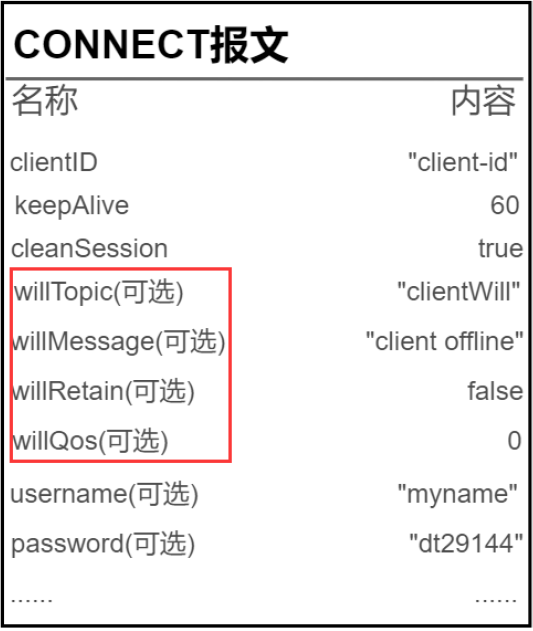 CONNECT报文
名称 内容
clientID "client-id"
keepAlive 60
cleanSession true
willTopic(可选) "clientWill"
willMessage(可选) "client offline"
willRetain(可选) false
willQos(可选) 0
username(可选) "myname"
password(可选) "dt29144"
...... ......